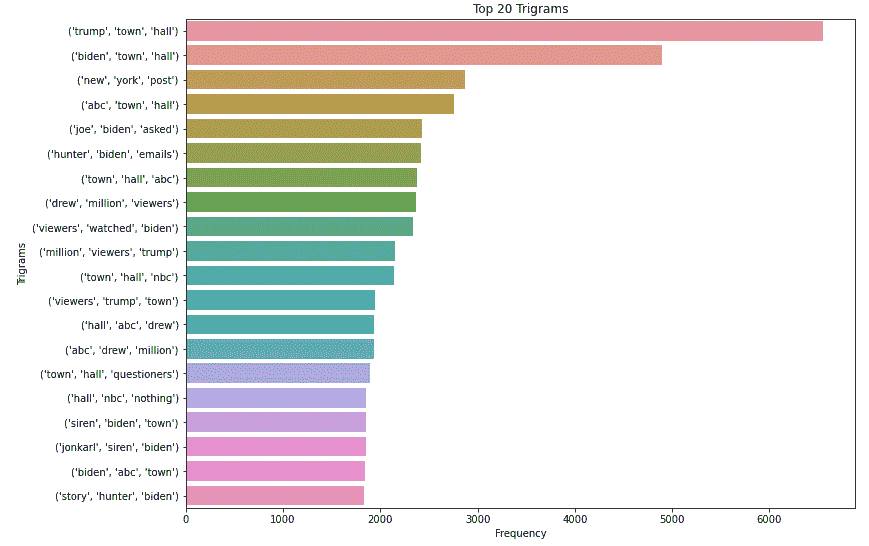 Top 20 Trigrams
('trump', 'town', 'hall')
('biden', 'town', 'hall')
('new', 'york', 'post')
('abc', 'town', 'hall')
('joe', 'biden', 'asked')
('hunter', 'biden', 'emails')
('town', 'hall', 'abc')
('drew', 'million', 'viewers')
('viewers', 'watched', 'biden')
('million', 'viewers', 'trump')
('town', 'hall', 'nbc')
('viewers', 'trump', 'town')
('hall', 'abc', 'drew')
('abc', 'drew', 'million')
('town', 'hall', 'questioners')
('hall', 'nbc', 'nothing')
('siren', 'biden', 'town')
('jonkarl', 'siren', 'biden')
('biden', 'abc', 'town')
('story', 'hunter', 'biden')
Trigrams
0 1000 2000 3000 4000 5000 6000
Frequency